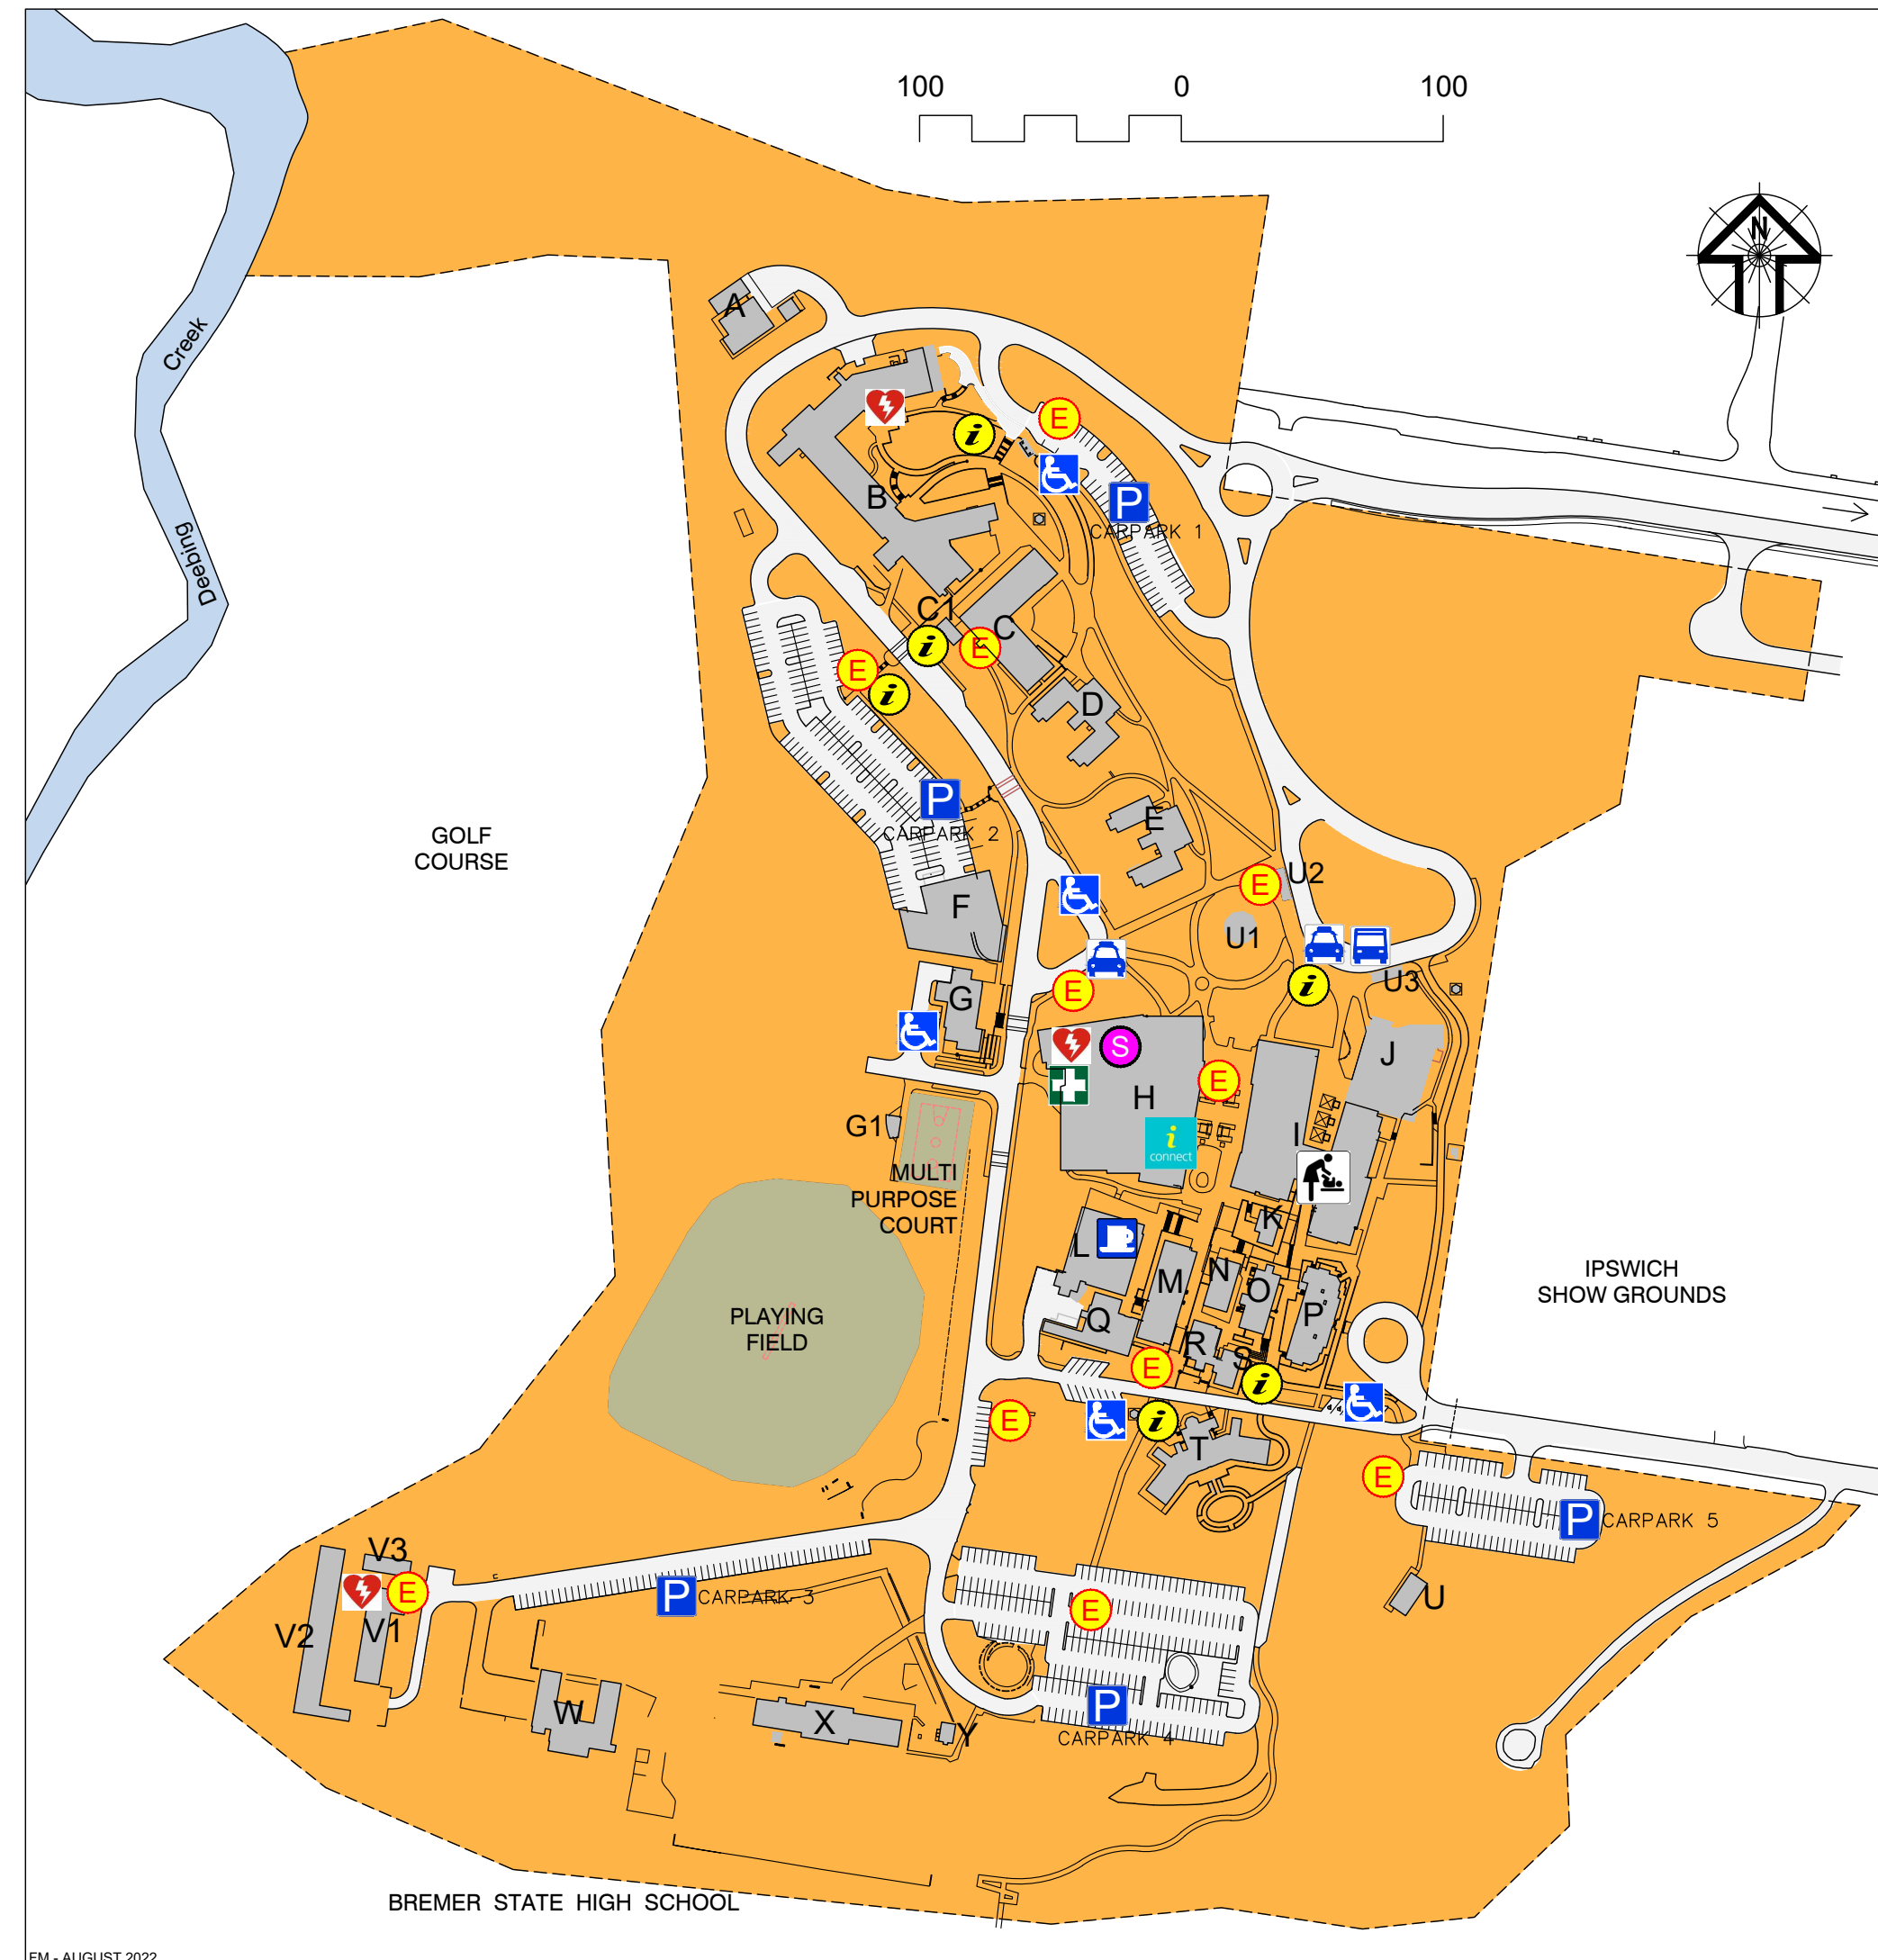 100 0 100
N
A
Creek
E
i
B
P
CARPARK 1
Deebing
C1
C
i
E
E
i
D
P
CARPARK 2
E
GOLF
COURSE
E
U2
F
U1
U3
i
E
G
S
J
E
H
G1
I
i
connect
MULTI
PURPOSE
COURT
K
L
N
M
O
P
Q
R
S
IPSWICH
SHOW GROUNDS
PLAYING
FIELD
E
i
E
i
T
E
P
CARPARK 5
V3
E
P
CARPARK 3
U
E
V2
V1
W
X
Y
P
CARPARK 4
BREMER STATE HIGH SCHOOL
FM - AUGUST 2022